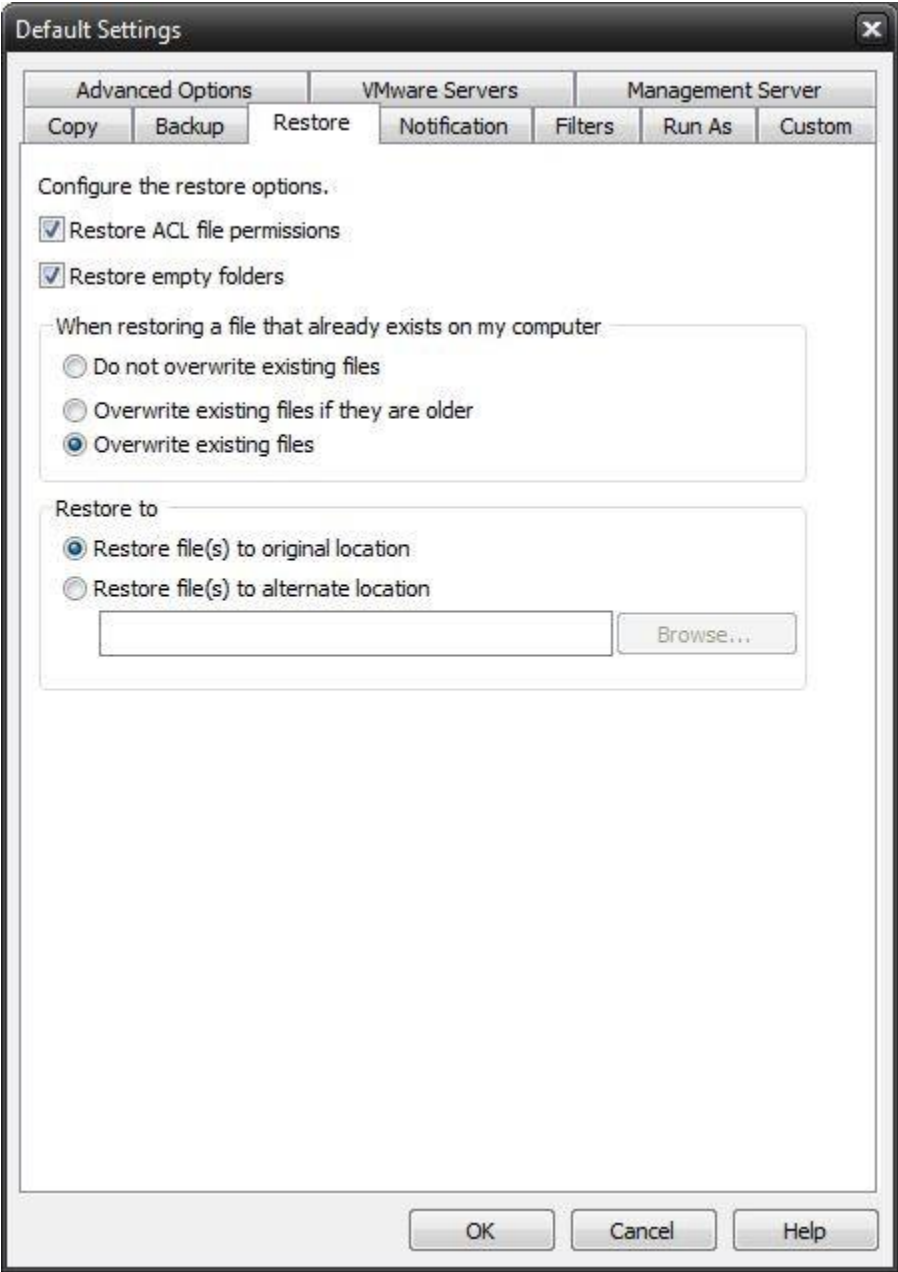 Default Settings
Advanced Options VMware Servers Management Server
Copy Backup Restore Notification Filters Run As Custom
Configure the restore options.
Restore ACL file permissions
Restore empty folders
When restoring a file that already exists on my computer
Do not overwrite existing files
Overwrite existing files if they are older
Overwrite existing files
Restore to
Restore file(s) to original location
Restore file(s) to alternate location
Browse...
OK Cancel Help